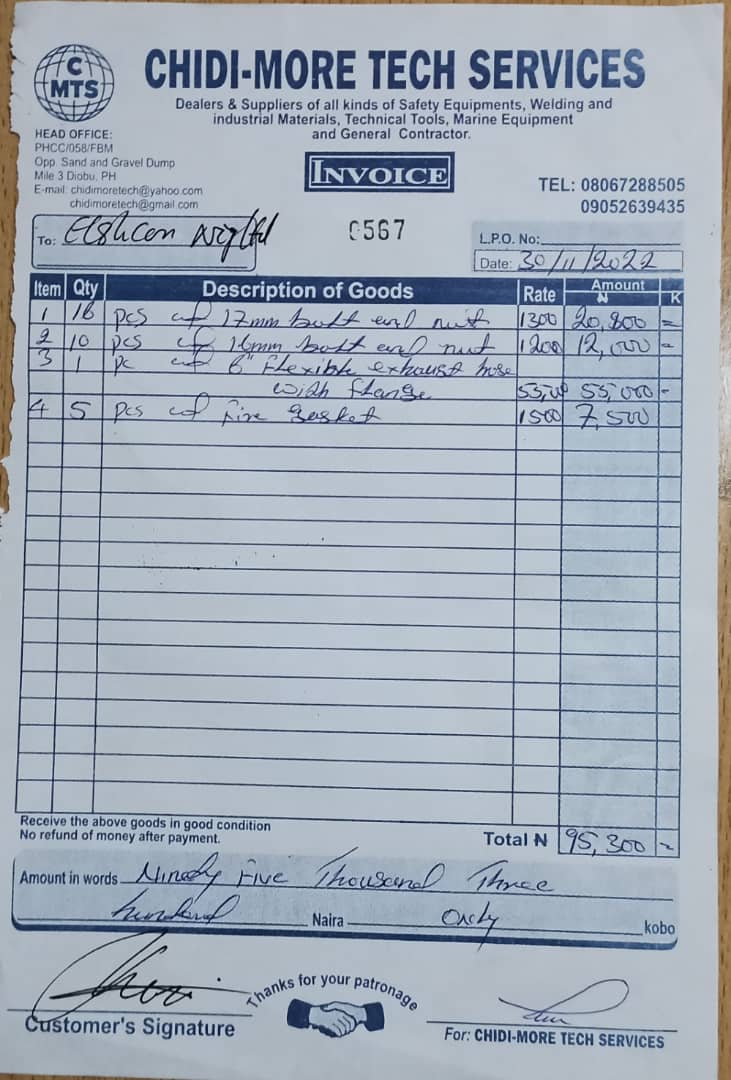 C
MTS
CHIDI-MORE TECH SERVICES
Dealers & Suppliers of all kinds of Safety Equipments, Welding and
industrial Materials, Technical Tools, Marine Equipment
and General Contractor.
HEAD OFFICE:
PHCC/058/FBM
Opp. Sand and Gravel Dump
Mile 3 Diobu, PH
E-mail: chidimoretech@yahoo.com
chidimoretech@gmail.com
INVOICE
TEL: 08067288505
09052639435
To:
0567
L.P.O. No:
Date: 30/11/2022
Item Qty Description of Goods Rate Amount
₦ K
1 16 pcs of 17mm bolt and nut 1300 20,800 =
2 10 pcs of 16mm bolt and nut 1200 12,000 =
3 1 pc of 6" Flexible exhaust hose
with flange 55,000 55,000 -
4 5 pcs of Fire gasket 1500 7,500
Receive the above goods in good condition
No refund of money after payment.
Total ₦ 95,300 =
Amount in words Ninety Five Thousand Three
hundred Naira Only kobo
Thanks for your patronage
Customer's Signature
For: CHIDI-MORE TECH SERVICES